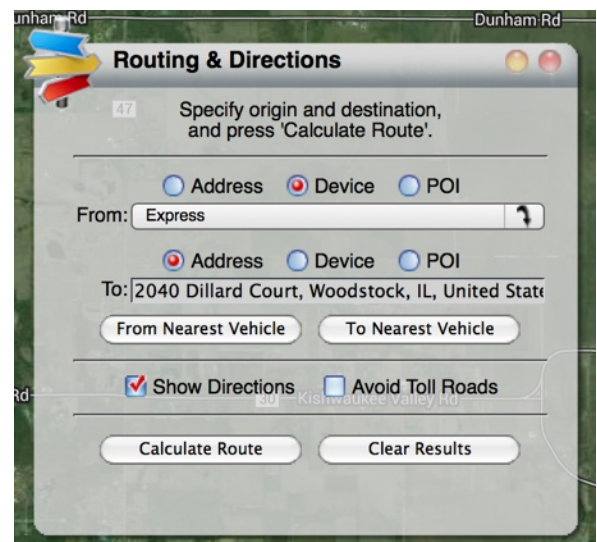 unham Rd
Dunham Rd
Routing & Directions
47
Specify origin and destination,
and press 'Calculate Route'.
Address Device POI
From: Express
Address Device POI
To: 2040 Dillard Court, Woodstock, IL, United State
From Nearest Vehicle To Nearest Vehicle
Show Directions Avoid Toll Roads
Rd
30 Kishwaukee Valley Rd
Calculate Route Clear Results